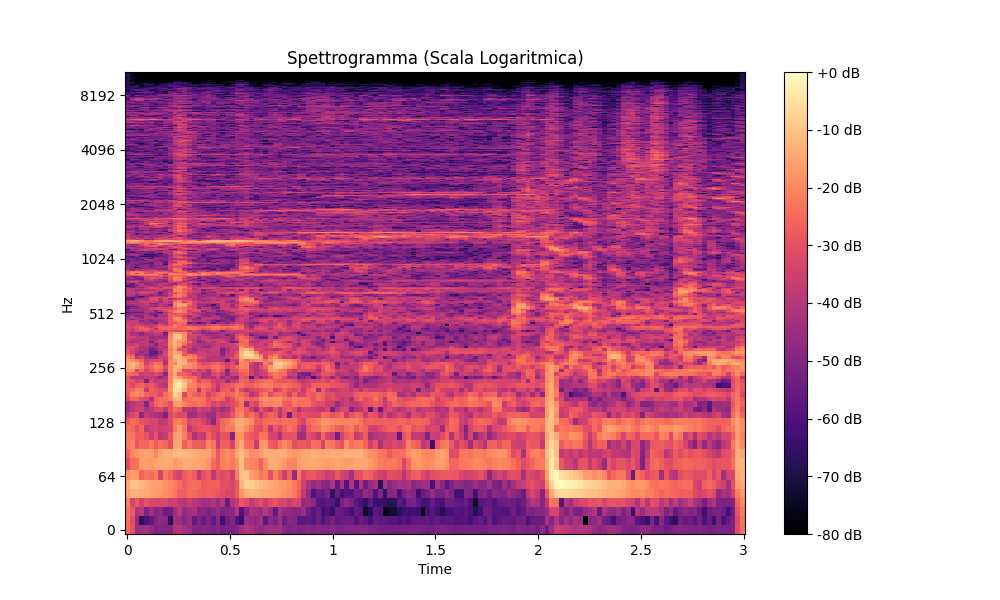 Spettrogramma (Scala Logaritmica)
Hz
8192
4096
2048
1024
512
256
128
64
0
0
0.5
1
1.5
2
2.5
3
Time
+0 dB
-10 dB
-20 dB
-30 dB
-40 dB
-50 dB
-60 dB
-70 dB
-80 dB